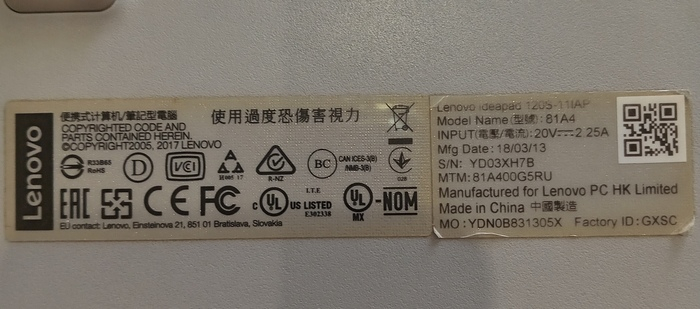 Lenovo
便携式计算机/筆記型電腦
COPYRIGHTED CODE AND
PARTS CONTAINED HEREIN.
©COPYRIGHT2005, 2017 LENOVO
使用過度恐傷害視力
R33B65
RoHS
D
VCI
R-NZ
BC
CAN ICES-3(B)
/NMB-3(B)
EAC
CE
FC
I.T.E
C UL US LISTED
E302338
UL
MX
-NOM
EU contact: Lenovo, Einsteinova 21, 851 01 Bratislava, Slovakia
Lenovo ideapad 120S-11IAP
Model Name(型號): 81A4
INPUT(電壓/電流):20V⎓2.25A
Mfg Date:18/03/13
S/N: YD03XH7B
MTM:81A400G5RU
Manufactured for Lenovo PC HK Limited
Made in China 中國製造
MO:YDN0B831305X Factory ID:GXSC